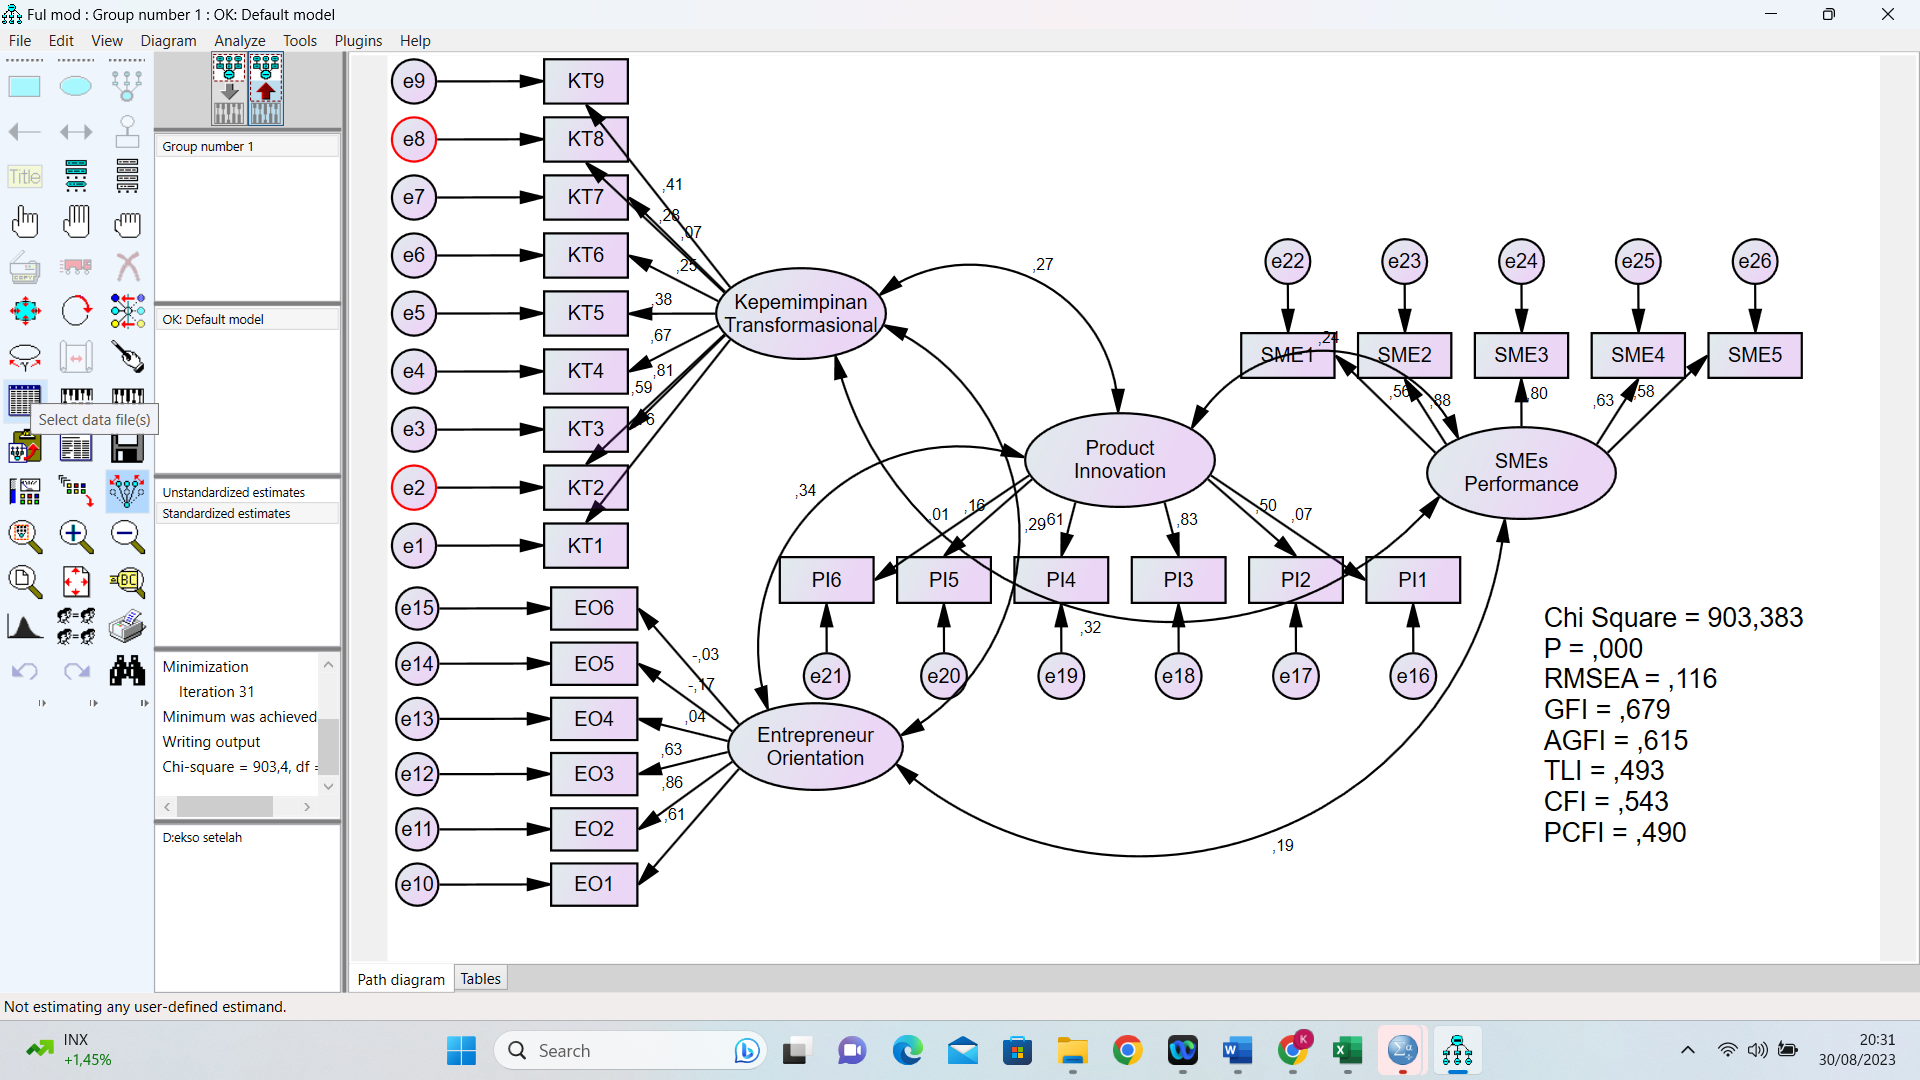 Ful mod : Group number 1 : OK: Default model
File Edit View Diagram Analyze Tools Plugins Help
Title
Select data file(s)
Group number 1
OK: Default model
Unstandardized estimates
Standardized estimates
Minimization
Iteration 31
Minimum was achieved
Writing output
Chi-square = 903,4, df =
D:ekso setelah
e9 KT9
e8 KT8
e7 KT7
e6 KT6
e5 KT5
e4 KT4
e3 KT3
e2 KT2
e1 KT1
,41
,28
,07
,25
,38
,67
,81
,59
Kepemimpinan
Transformasional
,27
e22 e23 e24 e25 e26
SME1 SME2 SME3 SME4 SME5
,24
,56 ,88 ,80 ,63 ,58
SMEs
Performance
Product
Innovation
,34
,01 ,16 ,29 ,61 ,83 ,50 ,07
PI6 PI5 PI4 PI3 PI2 PI1
,32
e21 e20 e19 e18 e17 e16
e15 EO6
e14 EO5
e13 EO4
e12 EO3
e11 EO2
e10 EO1
-,03
-,17
,04
,63
,86
,61
Entrepreneur
Orientation
,19
Chi Square = 903,383
P = ,000
RMSEA = ,116
GFI = ,679
AGFI = ,615
TLI = ,493
CFI = ,543
PCFI = ,490
Path diagram Tables
Not estimating any user-defined estimand.
INX
+1,45%
Search
K
20:31
30/08/2023